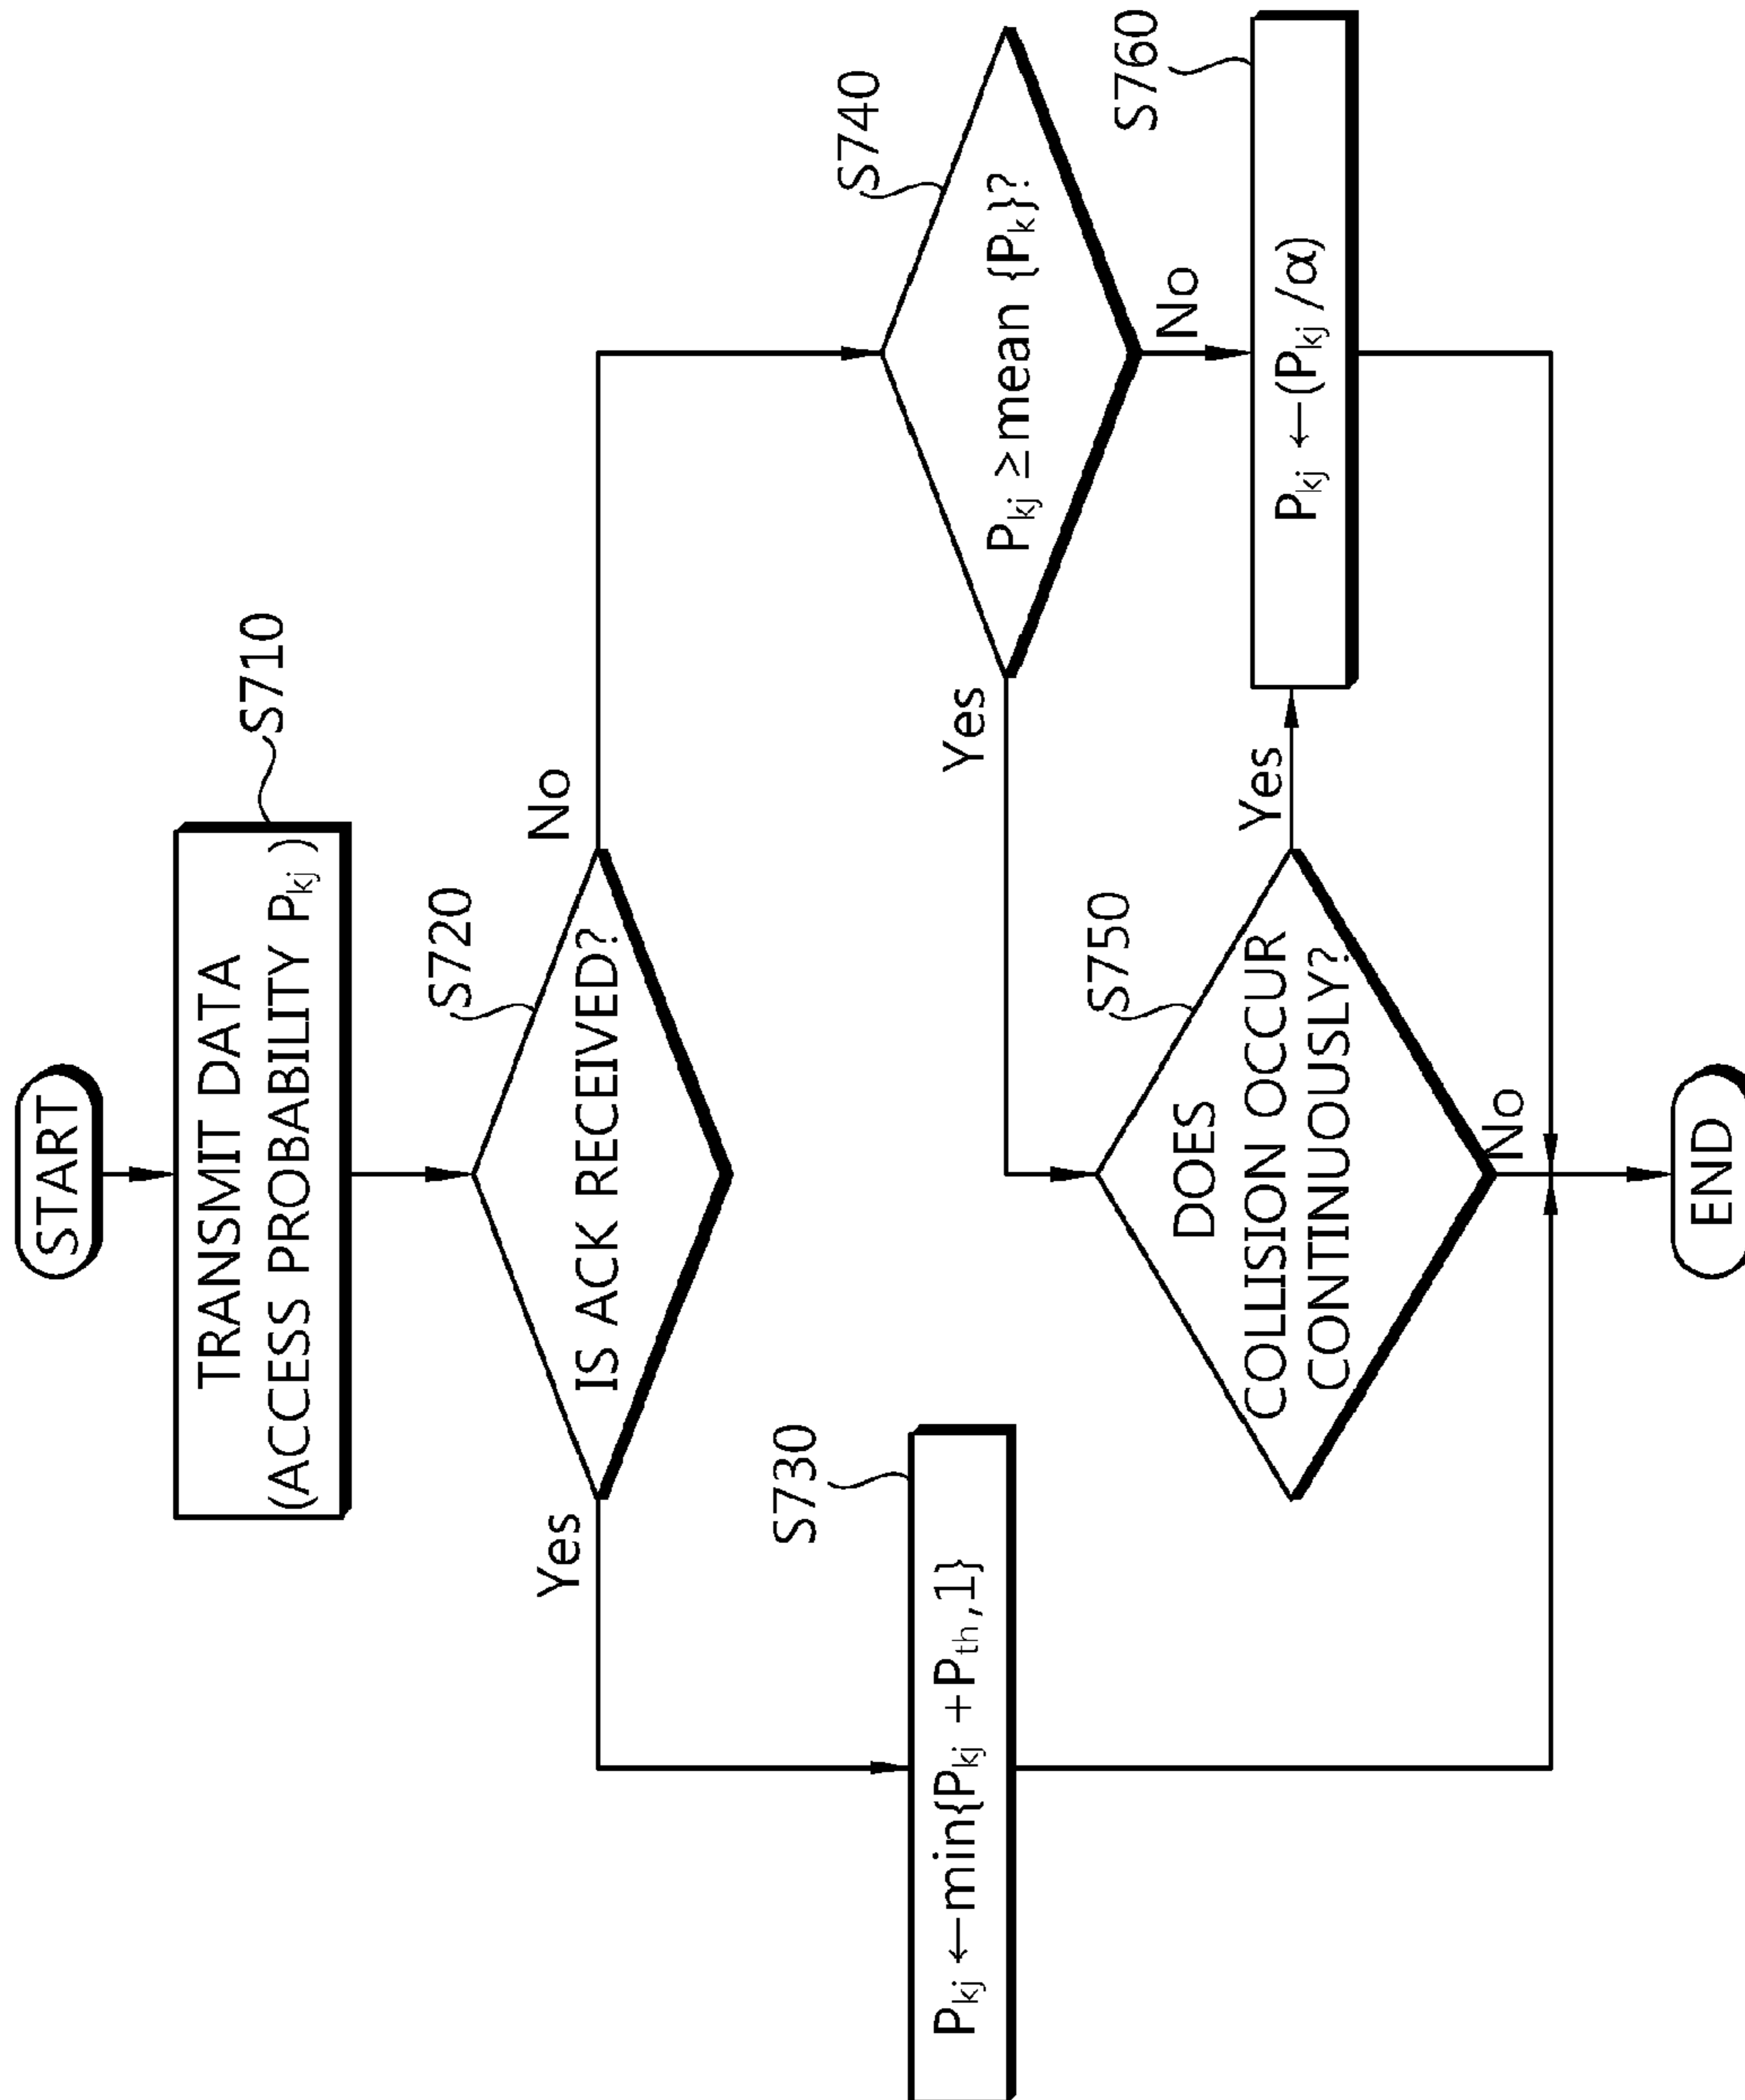 START
TRANSMIT DATA
(ACCESS PROBABILITY Pkj)
S710
IS ACK RECEIVED?
S720
Yes
No
Pkj ←min{Pkj +Pth,1}
S730
Pkj ≥mean {Pk}?
S740
Yes
No
DOES
COLLISION OCCUR
CONTINUOUSLY?
S750
Yes
No
Pkj ←(Pkj /α)
S760
END